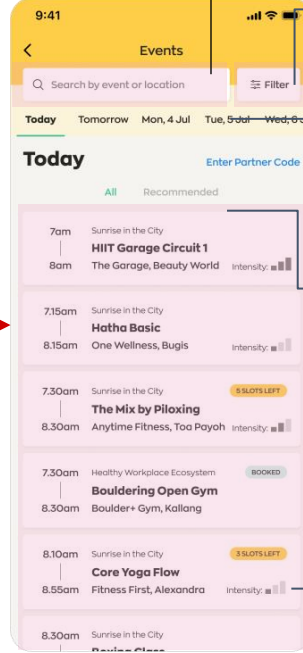 9:41
Events
Search by event or location
Filter
Today Tomorrow Mon, 4 Jul Tue, 5 Jul Wed, 6 J
Today
Enter Partner Code
All Recommended
7am Sunrise in the City
HIIT Garage Circuit 1
8am The Garage, Beauty World Intensity:
7.15am Sunrise in the City
Hatha Basic
8.15am One Wellness, Bugis Intensity:
7.30am Sunrise in the City 5 SLOTS LEFT
The Mix by Piloxing
8.30am Anytime Fitness, Toa Payoh Intensity:
7.30am Healthy Workplace Ecosystem BOOKED
Bouldering Open Gym
8.30am Boulder+ Gym, Kallang
8.10am Sunrise in the City 3 SLOTS LEFT
Core Yoga Flow
8.55am Fitness First, Alexandra Intensity:
8.30am Sunrise in the City
Boxing Class